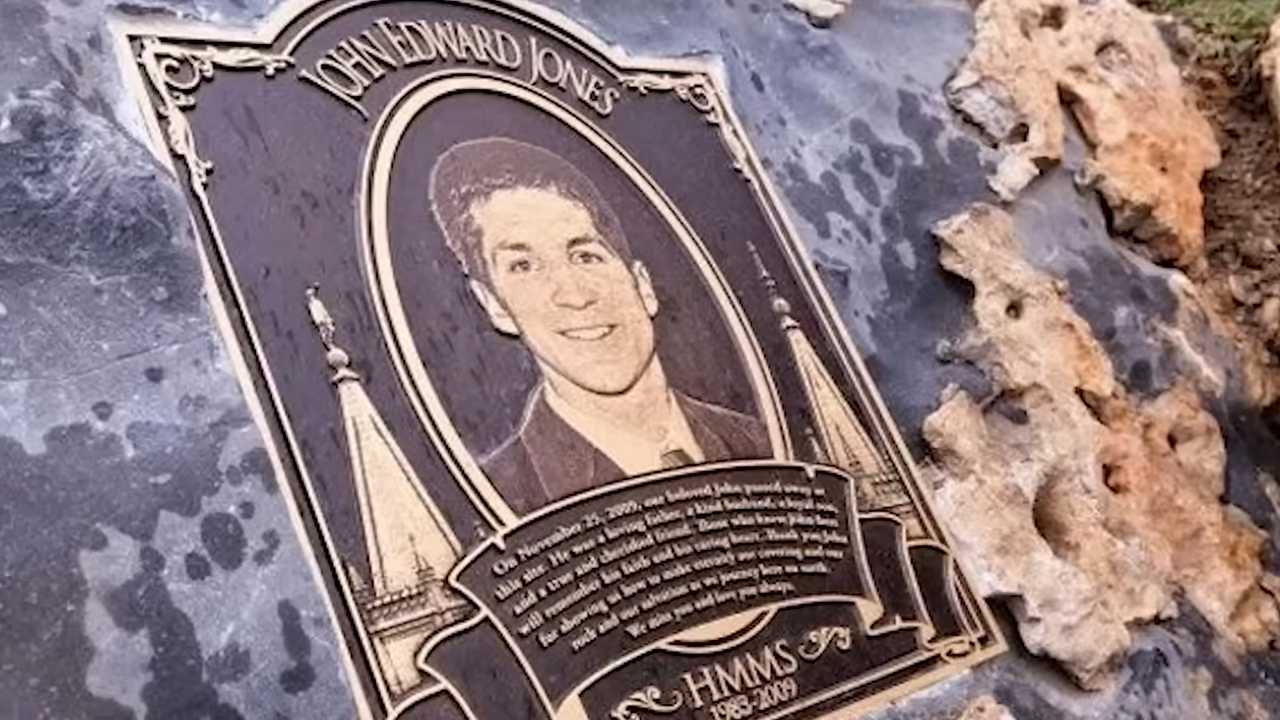 JOHN EDWARD JONES
On November 25, 2009, our beloved John passed away at
this site. He was a loving father, a kind husband, a loyal son,
and a true and cherished friend. Those who knew John best
will remember his faith and his caring heart. Thank you John
for showing us how to make certain our covering and our
rock and our salvation as we journey here on earth.
We miss you and love you always.
HMMS
1983-2009